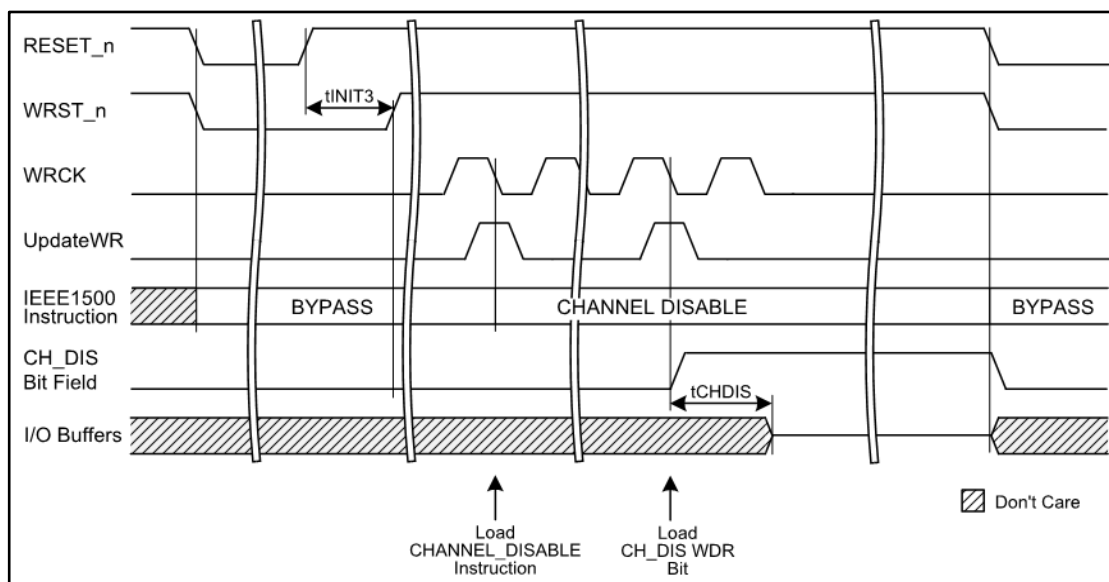 RESET_n
tINIT3
WRST_n
WRCK
UpdateWR
IEEE1500
Instruction
BYPASS
CHANNEL DISABLE
BYPASS
CH_DIS
Bit Field
tCHDIS
I/O Buffers
Load
CHANNEL_DISABLE
Instruction
Load
CH_DIS WDR
Bit
Don't Care